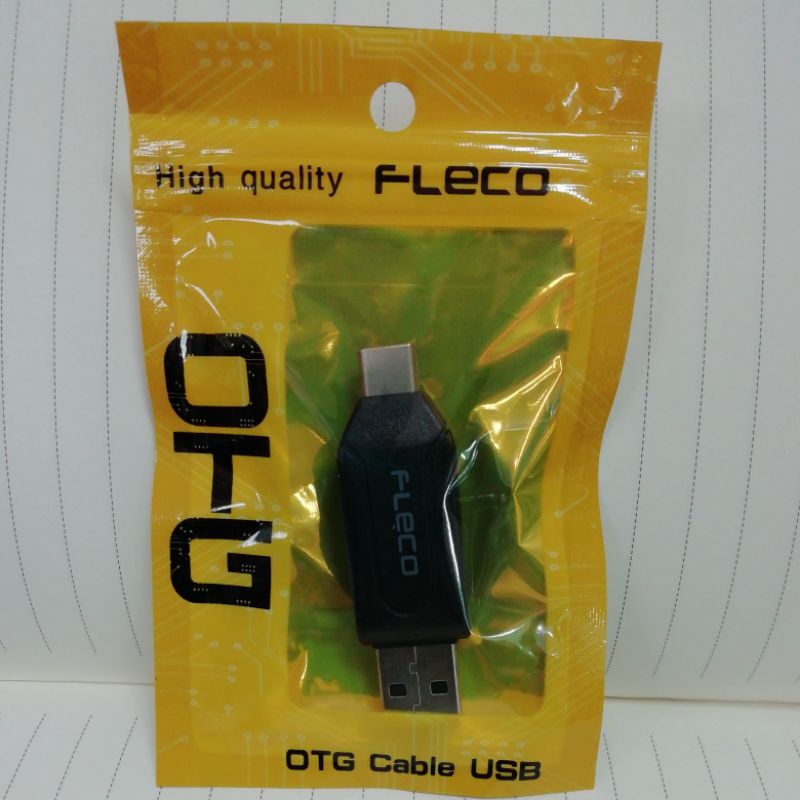 High quality FLeco
OTG
FLeco
OTG Cable USB